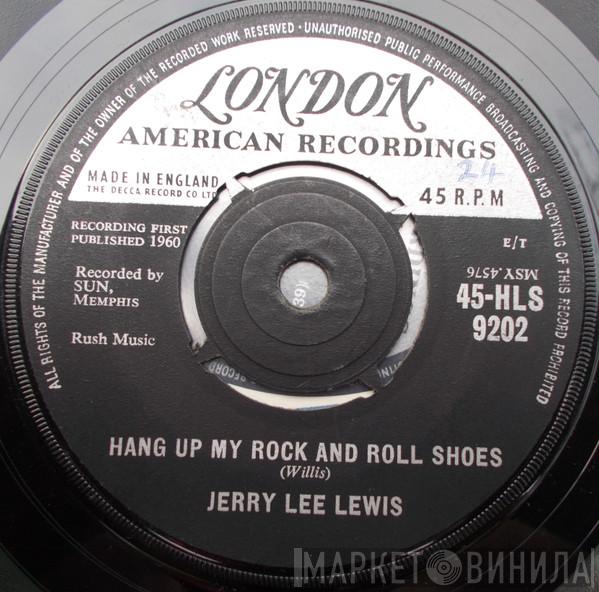 ALL RIGHTS OF THE MANUFACTURER AND OF THE OWNER OF THE RECORDED WORK RESERVED · UNAUTHORISED PUBLIC PERFORMANCE BROADCASTING AND COPYING OF THIS RECORD PROHIBITED
LONDON
AMERICAN RECORDINGS
24
MADE IN ENGLAND
THE DECCA RECORD CO LTD
45 R.P.M
RECORDING FIRST
PUBLISHED 1960
E/T
Recorded by
SUN,
MEMPHIS
MSY.4576
45-HLS
9202
Rush Music
HANG UP MY ROCK AND ROLL SHOES
(Willis)
JERRY LEE LEWIS
МАРКЕТ ВИНИЛА